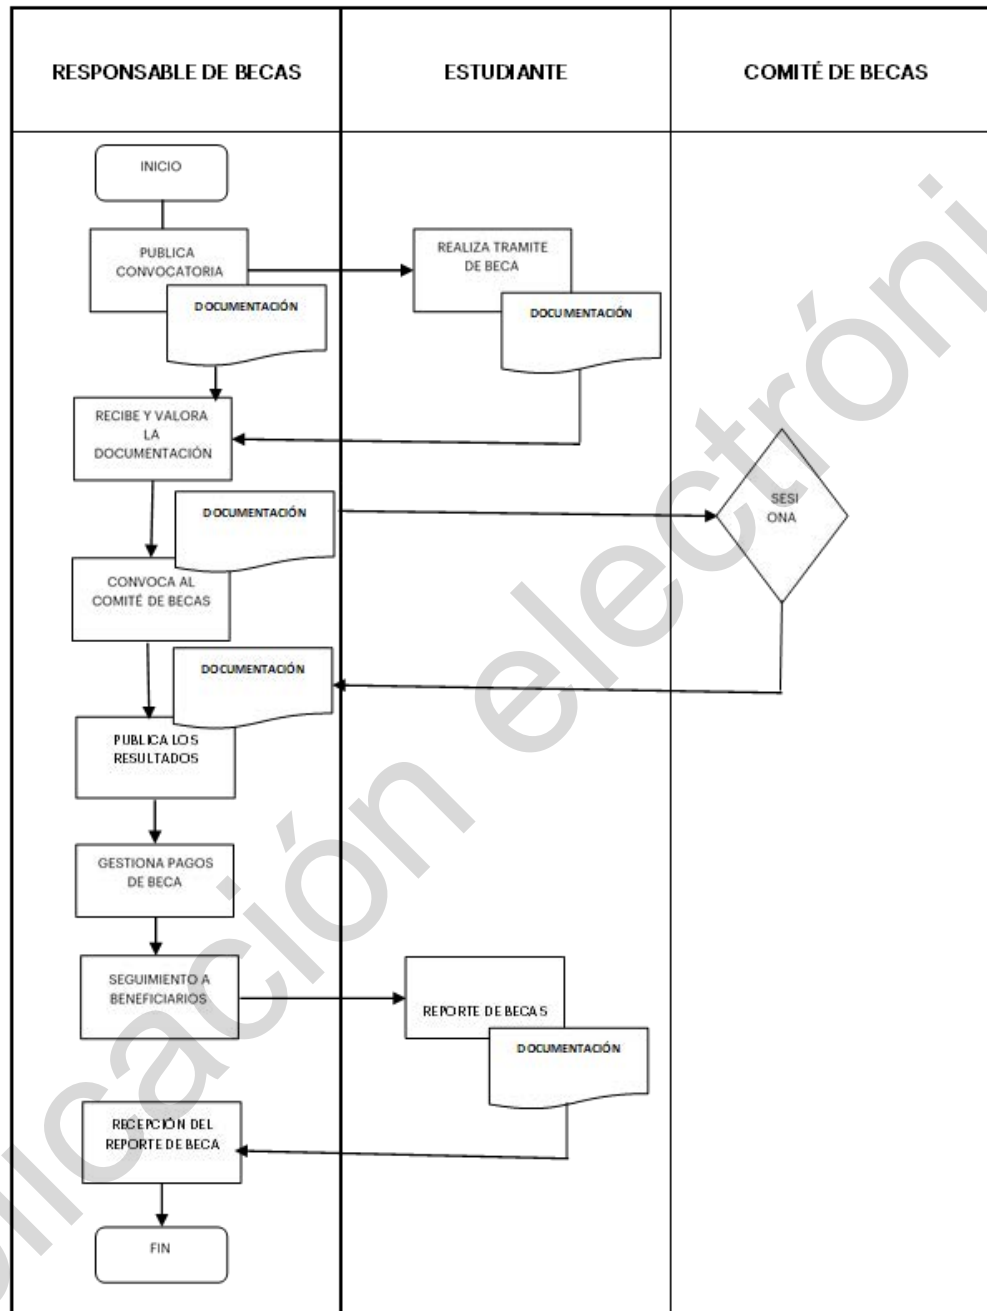 RESPONSABLE DE BECAS
ESTUDIANTE
COMITÉ DE BECAS
INICIO
PUBLICA
CONVOCATORIA
REALIZA TRAMITE
DE BECA
DOCUMENTACIÓN
DOCUMENTACIÓN
RECIBE Y VALORA
LA
DOCUMENTACIÓN
DOCUMENTACIÓN
SESI
ONA
CONVOCA AL
COMITÉ DE BECAS
DOCUMENTACIÓN
PUBLICA LOS
RESULTADOS
GESTIONA PAGOS
DE BECA
SEGUIMIENTO A
BENEFICIARIOS
REPORTE DE BECAS
DOCUMENTACIÓN
RECEPCIÓN DEL
REPORTE DE BECA
FIN